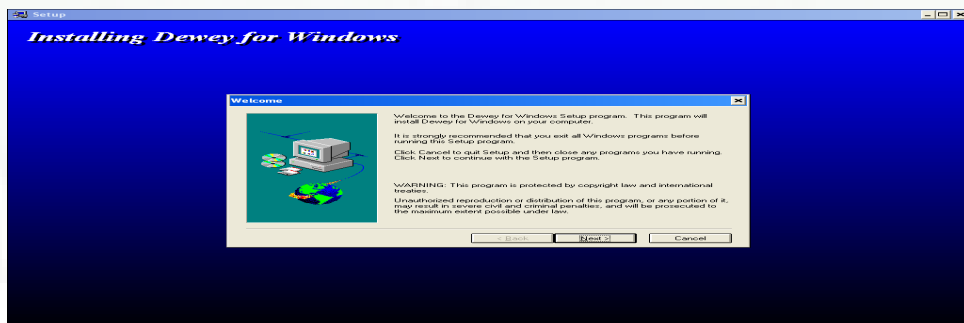 Setup
Installing Dewey for Windows
Welcome
Welcome to the Dewey for Windows Setup program. This program will
install Dewey for Windows on your computer.
It is strongly recommended that you exit all Windows programs before
running this Setup program.
Click Cancel to quit Setup and then close any programs you have running.
Click Next to continue with the Setup program.
WARNING: This program is protected by copyright law and international
treaties.
Unauthorized reproduction or distribution of this program, or any portion of it,
may result in severe civil and criminal penalties, and will be prosecuted to
the maximum extent possible under law.
< Back Next > Cancel